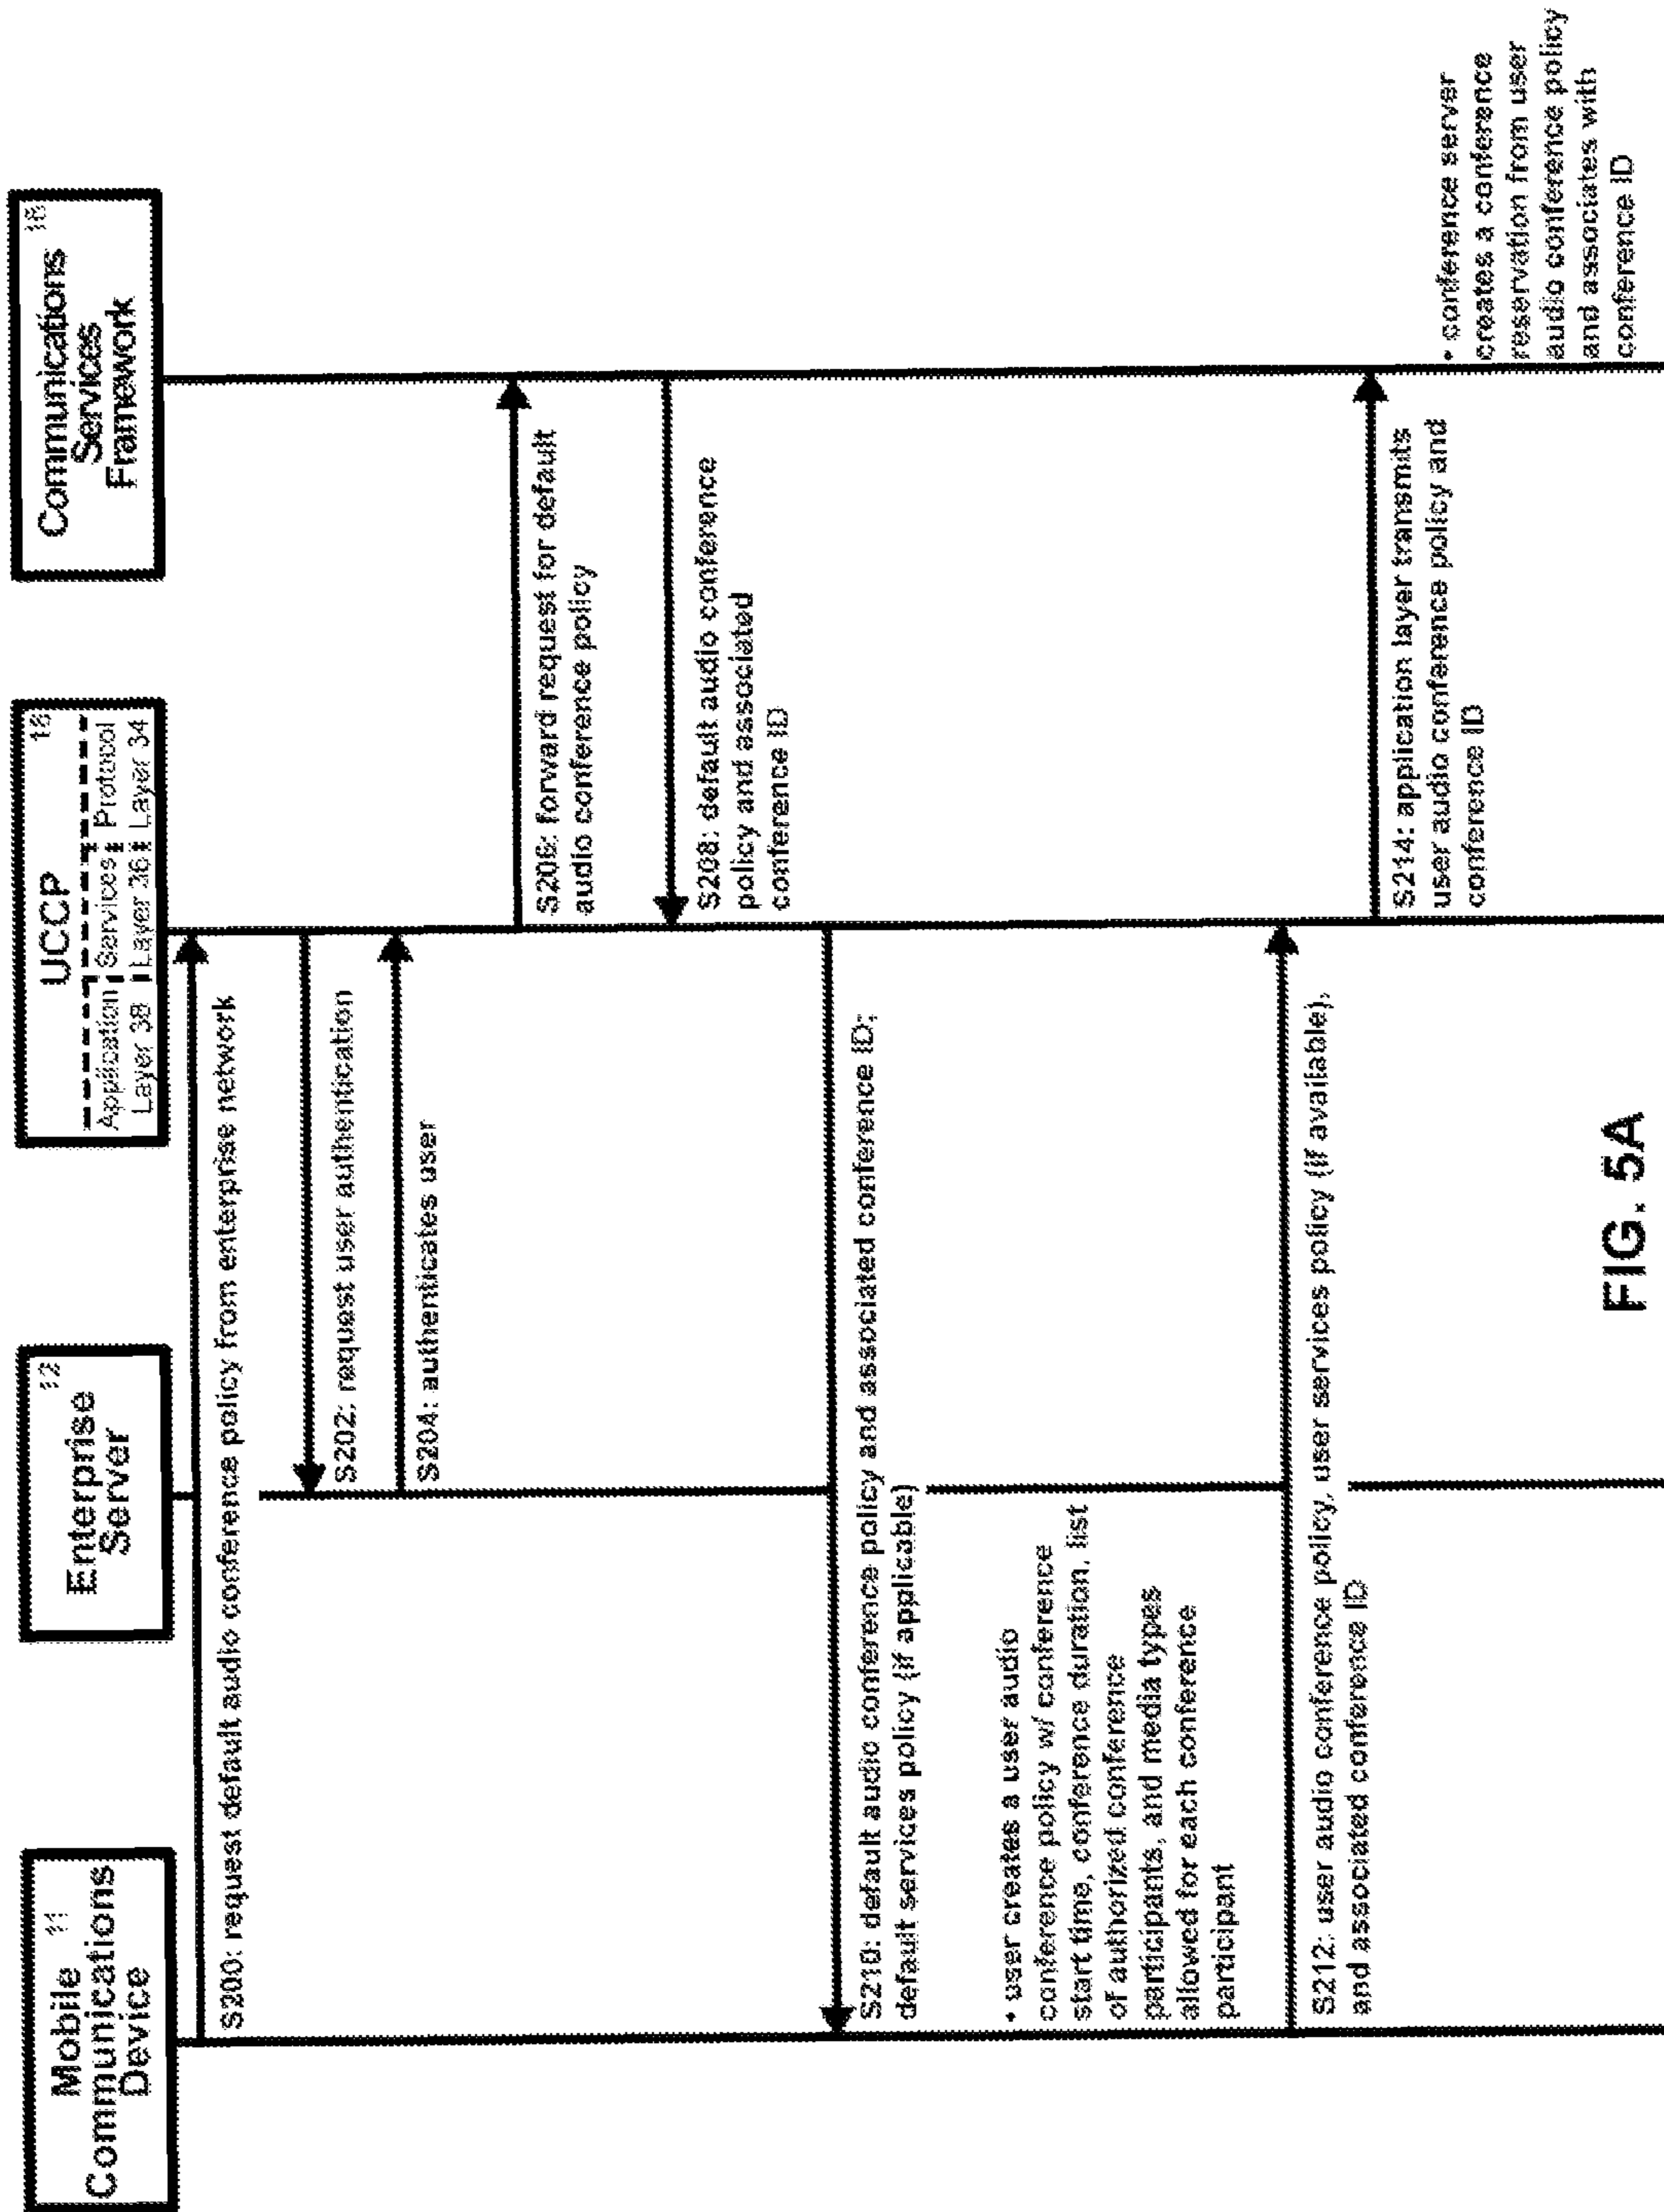 Mobile 11
Communications
Device
Enterprise 12
Server
UCCP 18
Application Services Protocol
Layer 38 Layer 36 Layer 34
Communications 16
Services
Framework
S200: request default audio conference policy from enterprise network
S202: request user authentication
S204: authenticates user
S206: forward request for default
audio conference policy
S208: default audio conference
policy and associated
conference ID
S210: default audio conference policy and associated conference ID;
default services policy (if applicable)
• user creates a user audio
conference policy w/ conference
start time, conference duration, list
of authorized conference
participants, and media types
allowed for each conference
participant
S212: user audio conference policy, user services policy (if available),
and associated conference ID
S214: application layer transmits
user audio conference policy and
conference ID
• conference server
creates a conference
reservation from user
audio conference policy
and associates with
conference ID
FIG. 5A